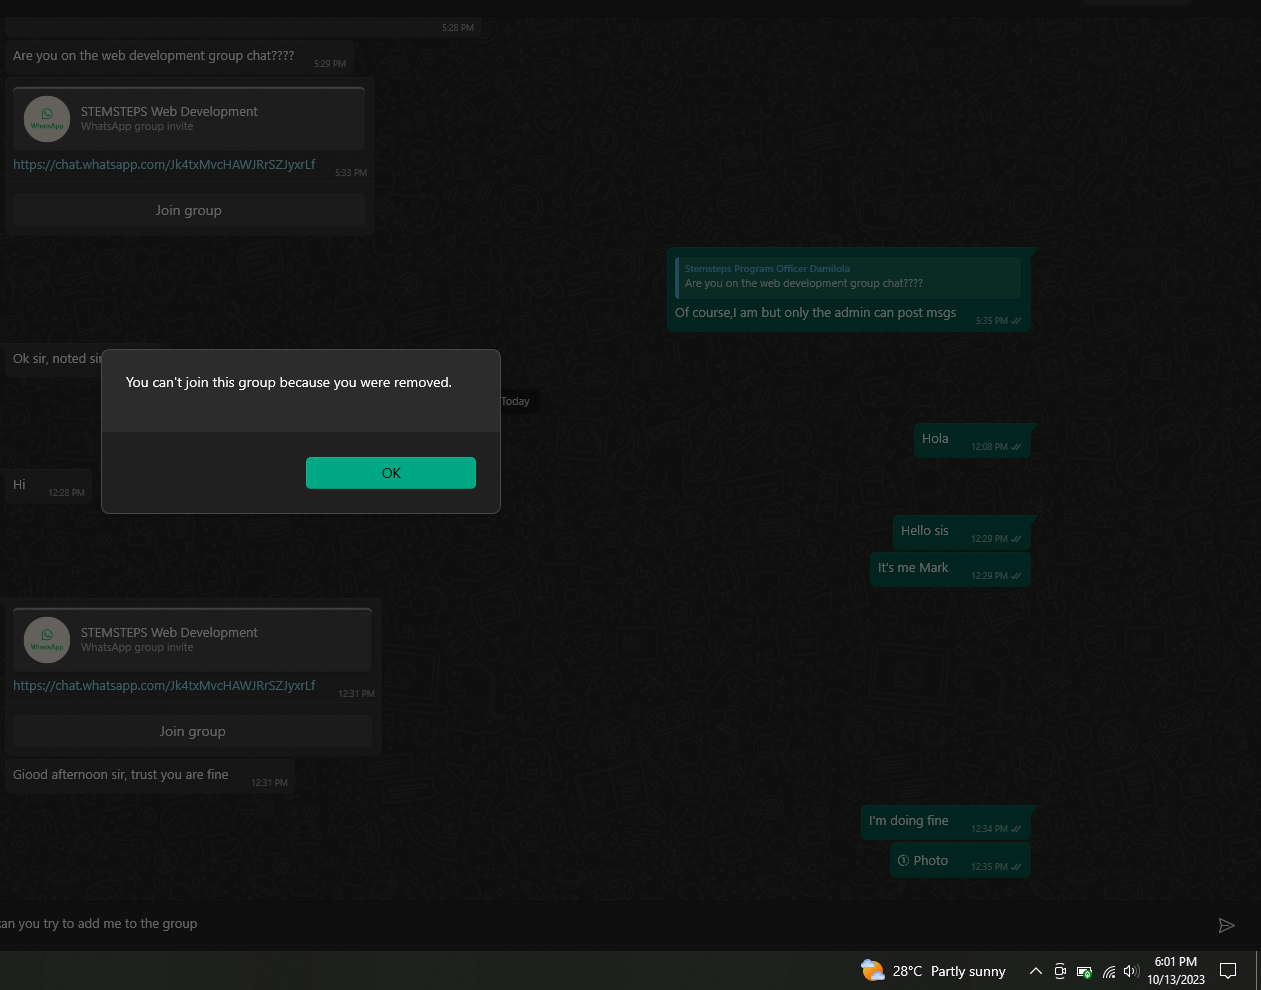 5:28 PM
Are you on the web development group chat????
5:29 PM
WhatsApp
STEMSTEPS Web Development
WhatsApp group invite
https://chat.whatsapp.com/Jk4txMvcHAWJRrSZJyxrLf
5:33 PM
Join group
Stemsteps Program Officer Damilola
Are you on the web development group chat????
Of course,I am but only the admin can post msgs
5:35 PM
Ok sir, noted sir
You can't join this group because you were removed.
OK
Today
Hola
12:08 PM
Hi
12:28 PM
Hello sis
12:29 PM
It's me Mark
12:29 PM
WhatsApp
STEMSTEPS Web Development
WhatsApp group invite
https://chat.whatsapp.com/Jk4txMvcHAWJRrSZJyxrLf
12:31 PM
Join group
Giood afternoon sir, trust you are fine
12:31 PM
I'm doing fine
12:34 PM
1 Photo
12:35 PM
can you try to add me to the group
28°C Partly sunny
6:01 PM
10/13/2023